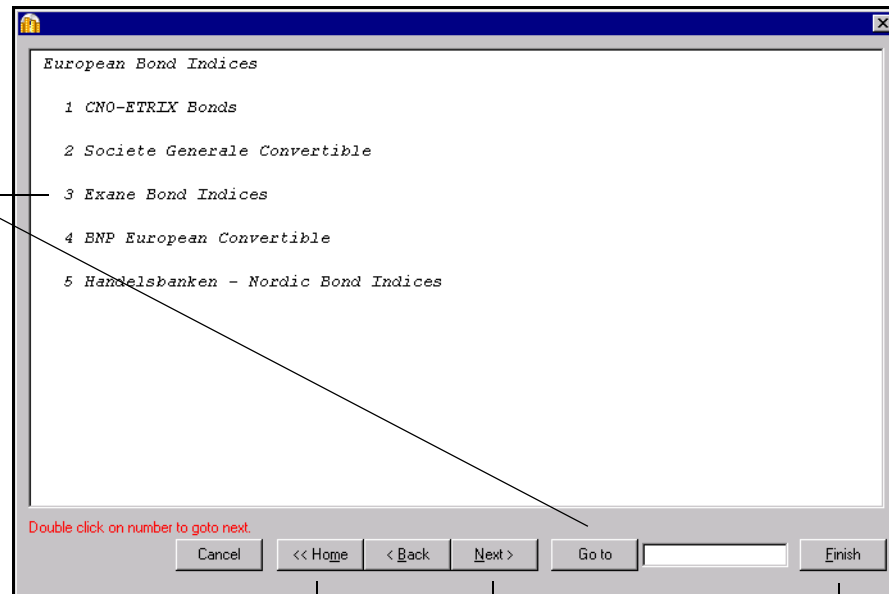 European Bond Indices
1 CNO-ETRIX Bonds
2 Societe Generale Convertible
3 Exane Bond Indices
4 BNP European Convertible
5 Handelsbanken - Nordic Bond Indices
Double click on number to goto next.
Cancel << Home < Back Next > Go to Finish